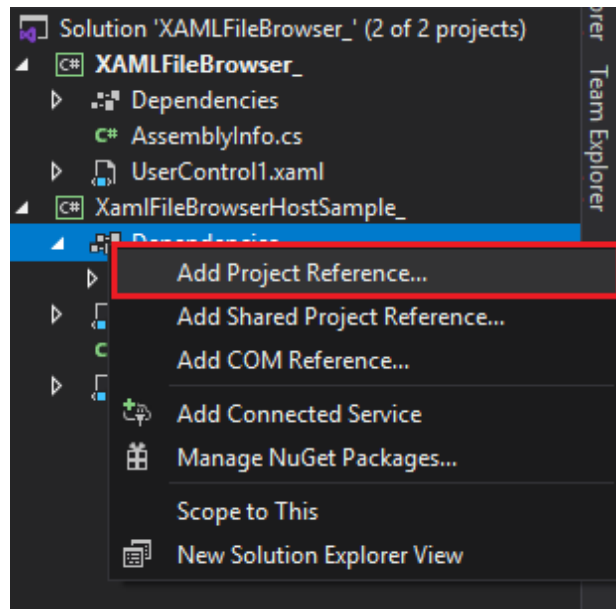 Solution 'XAMLFileBrowser_' (2 of 2 projects)
C# XAMLFileBrowser_
Dependencies
C# AssemblyInfo.cs
UserControl1.xaml
C# XamlFileBrowserHostSample_
Dependencies
Add Project Reference...
Add Shared Project Reference...
Add COM Reference...
Add Connected Service
Manage NuGet Packages...
Scope to This
New Solution Explorer View
Team Explorer